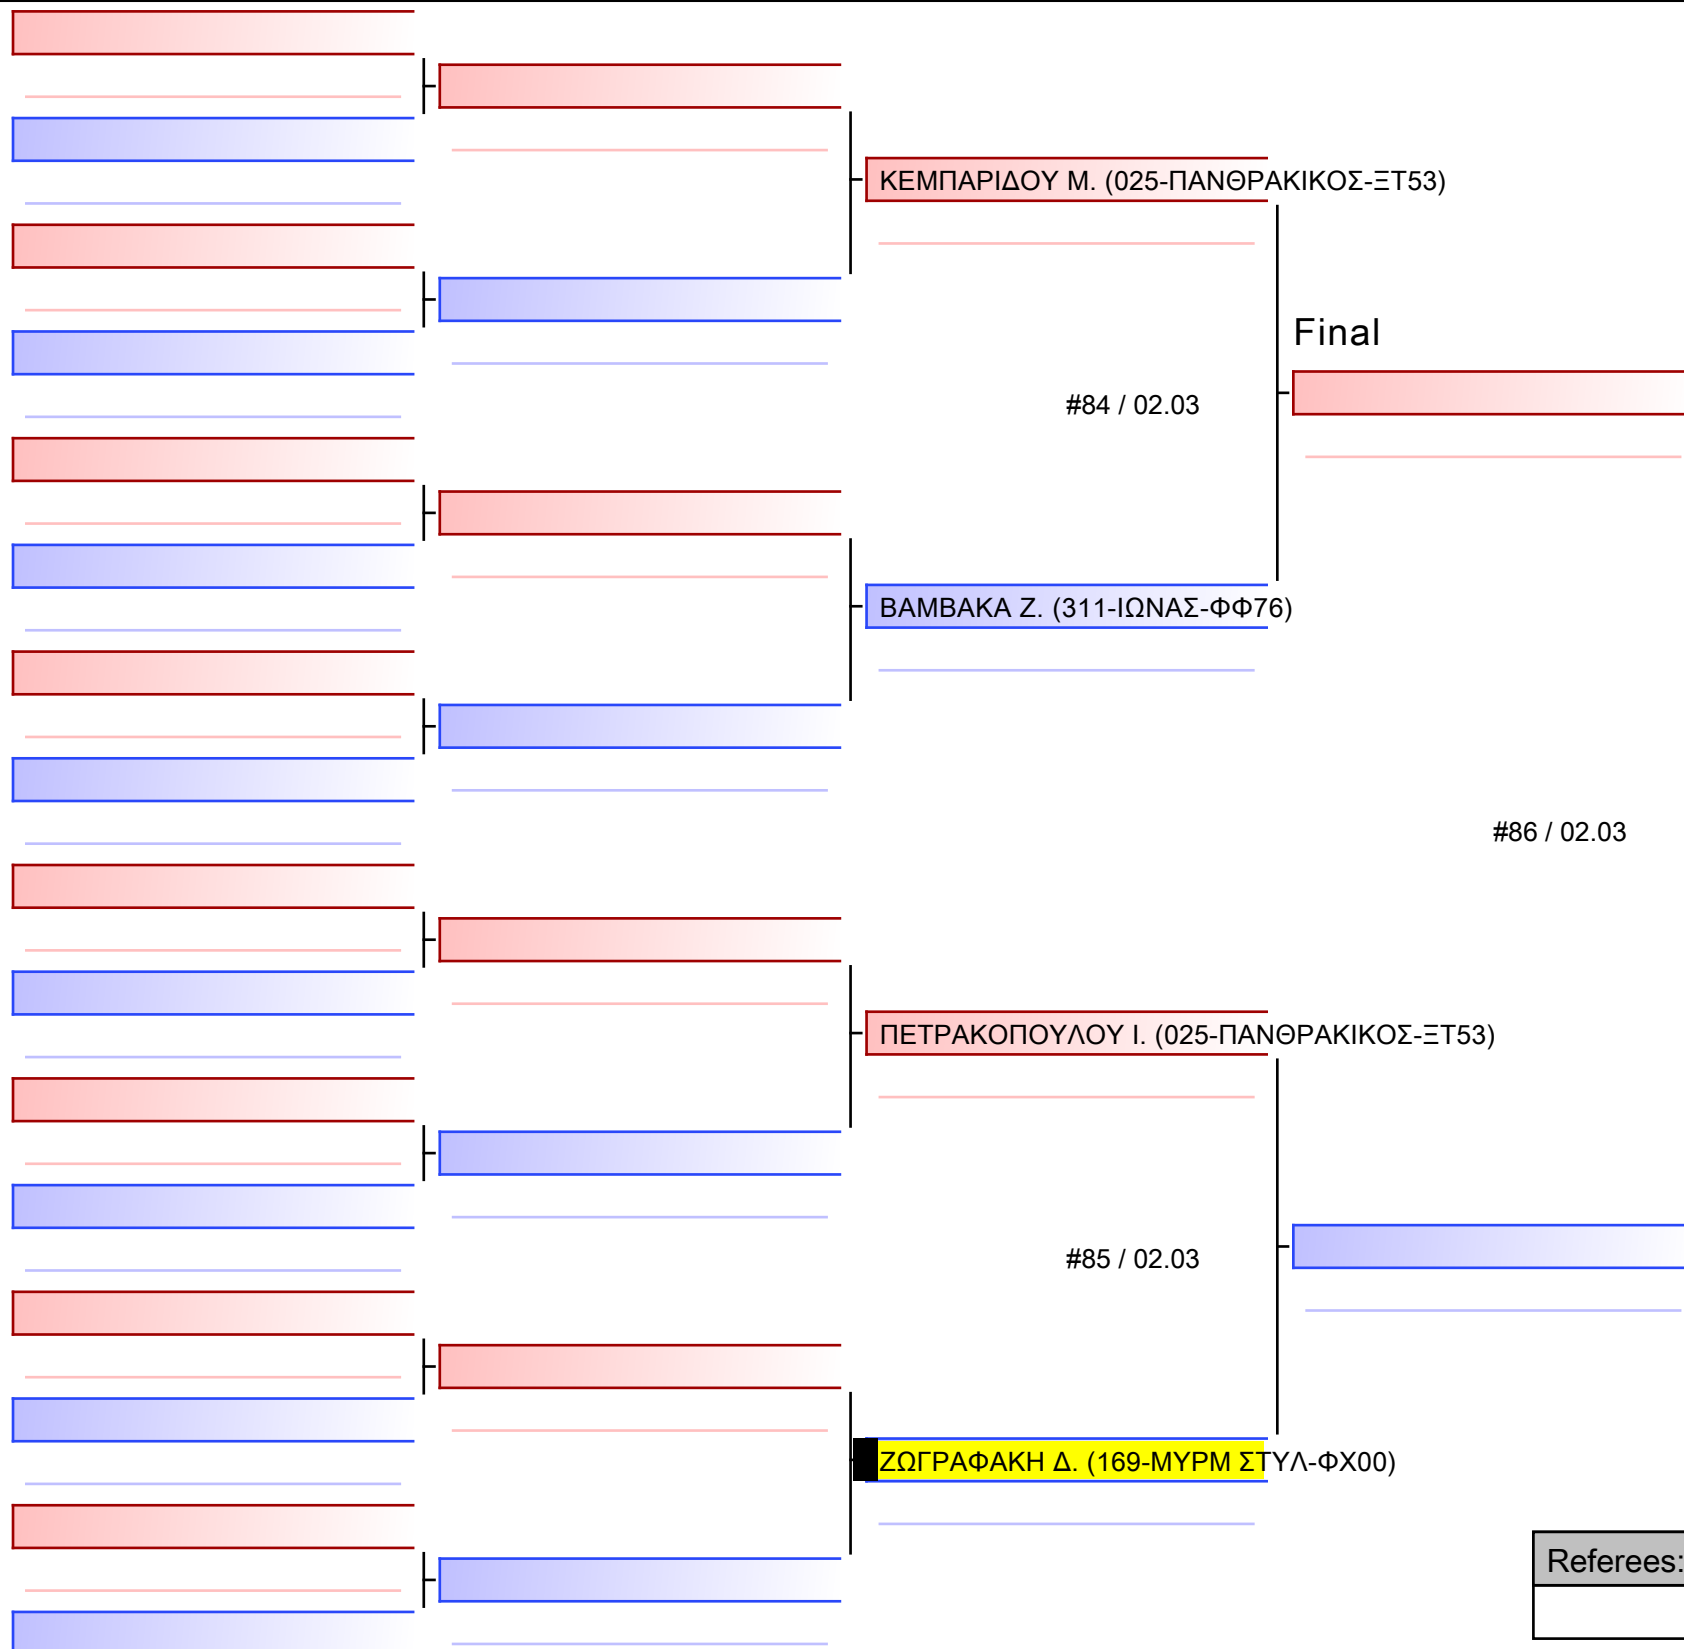 ΚΕΜΠΑΡΙΔΟΥ Μ. (025-ΠΑΝΘΡΑΚΙΚΟΣ-ΞΤ53)
Final
#84 / 02.03
ΒΑΜΒΑΚΑ Ζ. (311-ΙΩΝΑΣ-ΦΦ76)
#86 / 02.03
ΠΕΤΡΑΚΟΠΟΥΛΟΥ Ι. (025-ΠΑΝΘΡΑΚΙΚΟΣ-ΞΤ53)
#85 / 02.03
ΖΩΓΡΑΦΑΚΗ Δ. (169-ΜΥΡΜ ΣΤΥΛ-ΦΧ00)
Referees: